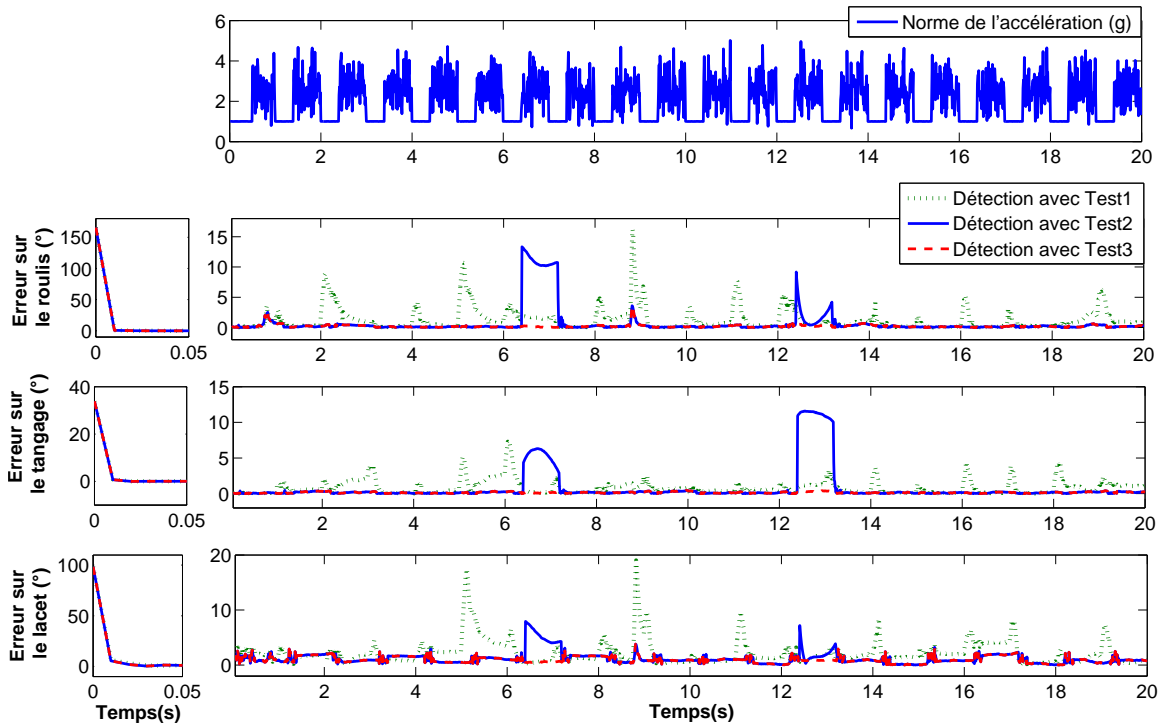 6
4
2
0
Norme de l'accélération (g)
0 2 4 6 8 10 12 14 16 18 20
Détection avec Test1
Détection avec Test2
Détection avec Test3
Erreur sur
le roulis (°)
150
100
50
0
0 0.05
15
10
5
0
2 4 6 8 10 12 14 16 18 20
Erreur sur
le tangage (°)
40
20
0
0 0.05
15
10
5
0
2 4 6 8 10 12 14 16 18 20
Erreur sur
le lacet (°)
100
50
0
0 0.05
20
10
0
2 4 6 8 10 12 14 16 18 20
Temps(s)
Temps(s)